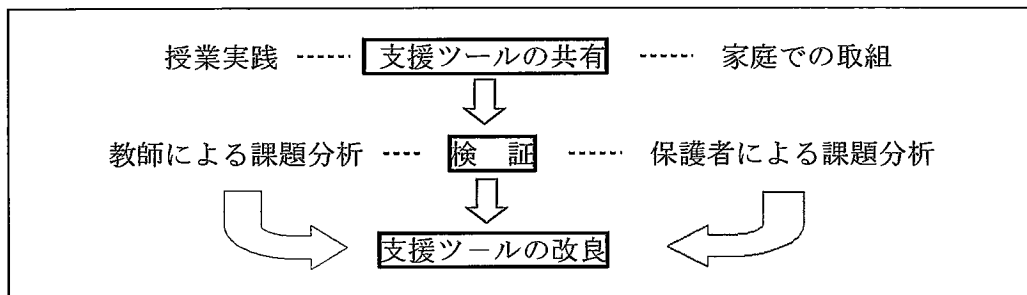 授業実践 ······ 支援ツールの共有 ······ 家庭での取組
教師による課題分析 ···· 検　証 ······ 保護者による課題分析
支援ツールの改良